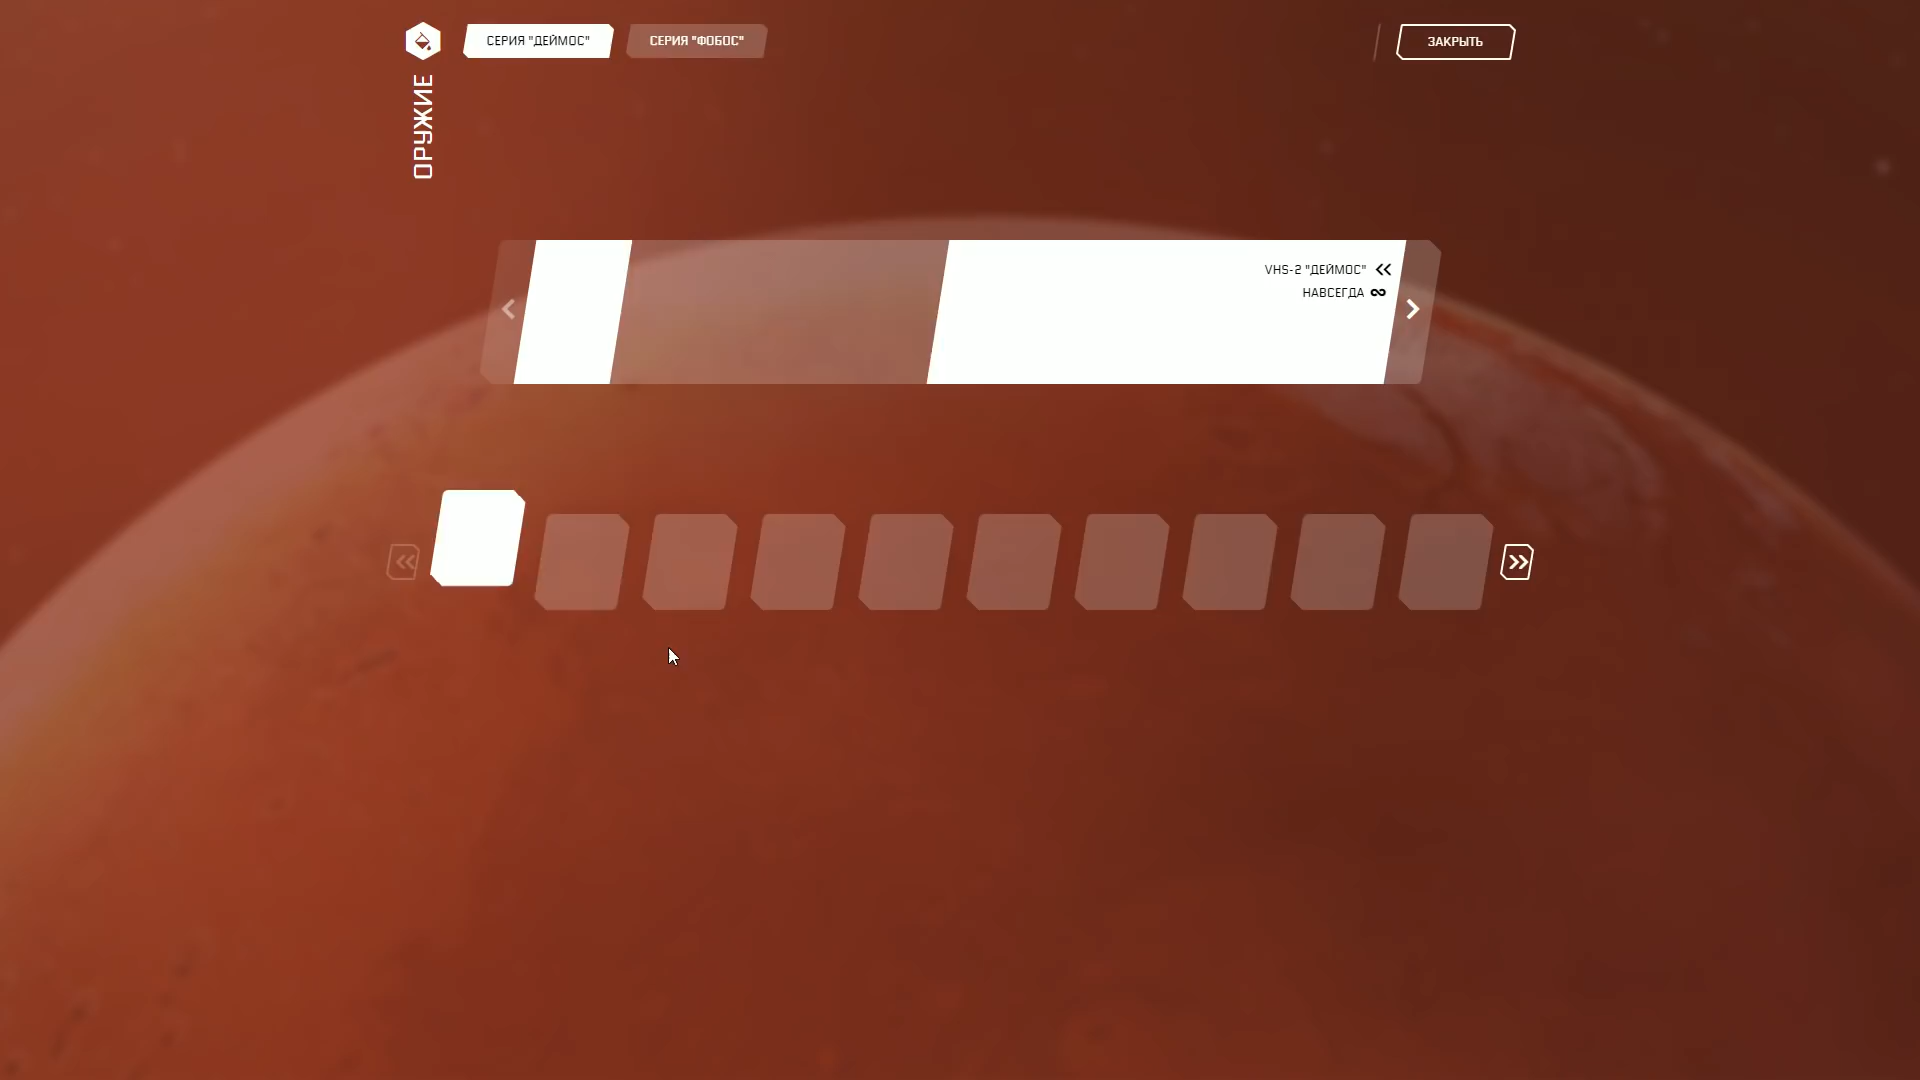 СЕРИЯ "ДЕЙМОС"
СЕРИЯ "ФОБОС"
ЗАКРЫТЬ
ОРУЖИЕ
VHS-2 "ДЕЙМОС"
НАВСЕГДА